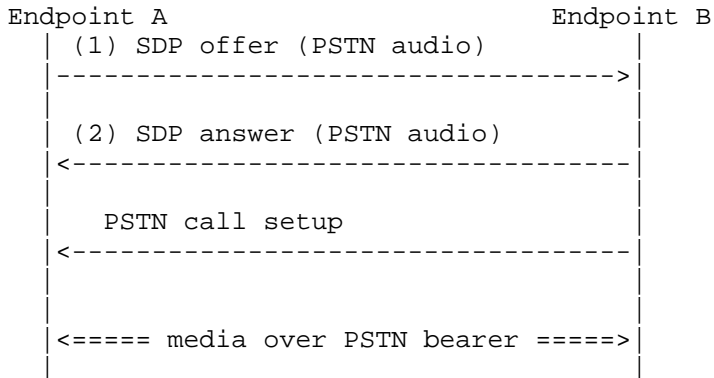 Endpoint A Endpoint B
(1) SDP offer (PSTN audio)
(2) SDP answer (PSTN audio)
PSTN call setup
<===== media over PSTN bearer =====>